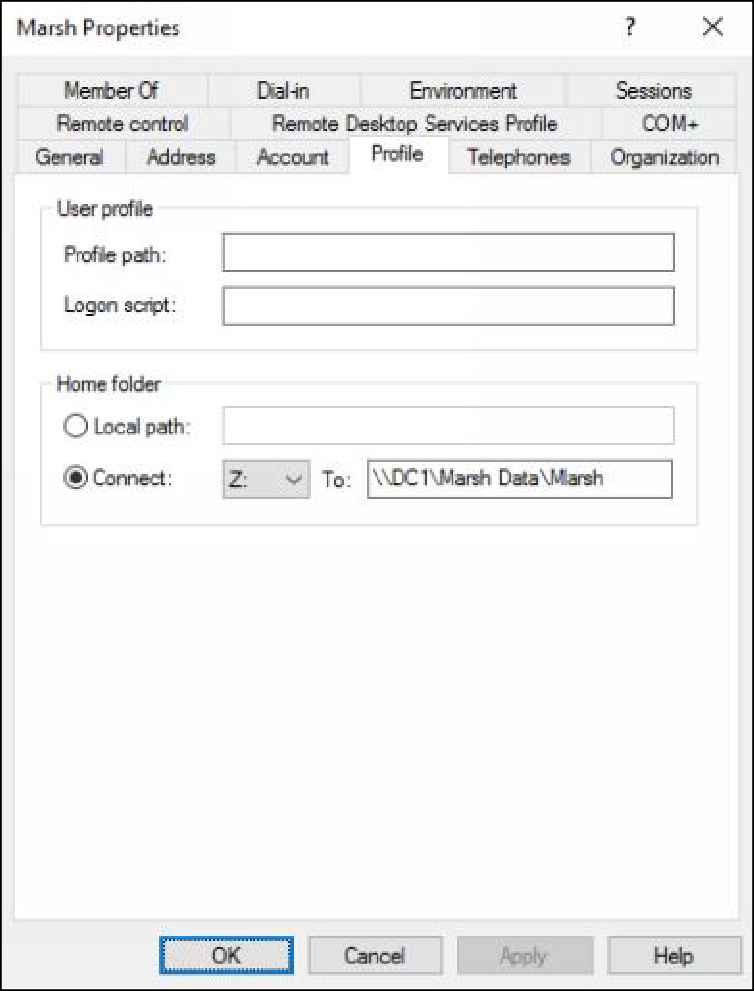 Marsh Properties ? ×
Member Of Dial-in Environment Sessions
Remote control Remote Desktop Services Profile COM+
General Address Account Profile Telephones Organization
User profile
Profile path:
Logon script:
Home folder
Local path:
Connect: Z: To: \\DC1\Marsh Data\Mlarsh
OK Cancel Apply Help